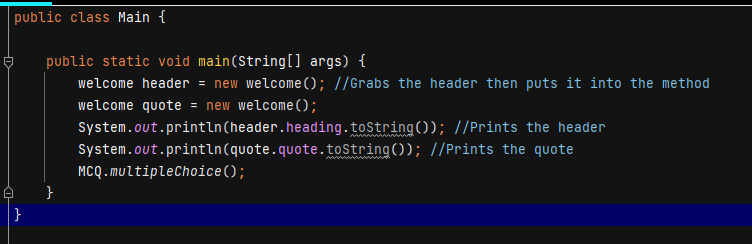 public class Main {
public static void main(String[] args) {
welcome header = new welcome(); //Grabs the header then puts it into the method
welcome quote = new welcome();
System.out.println(header.heading.toString()); //Prints the header
System.out.println(quote.quote.toString()); //Prints the quote
MCQ.multipleChoice();
}
}